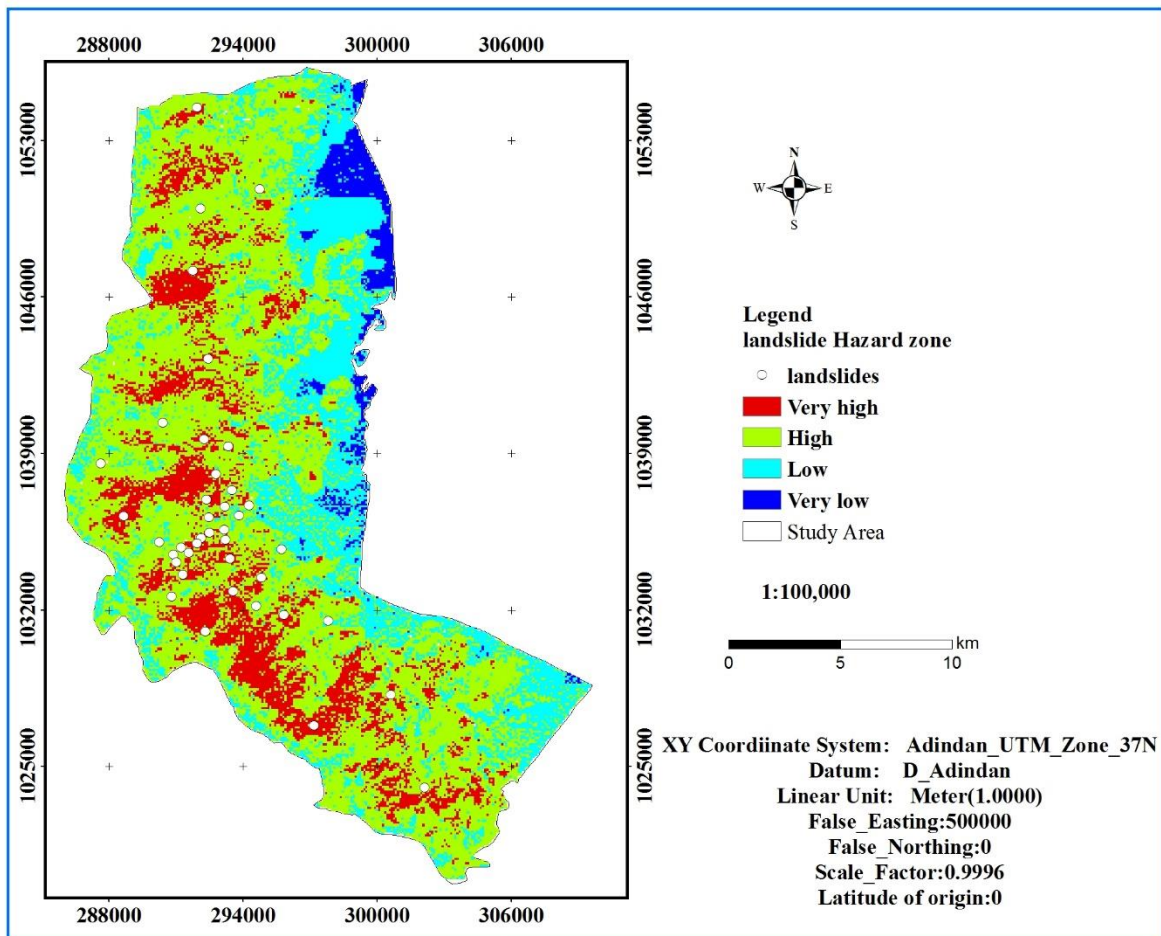 288000 294000 300000 306000
1053000 1053000
1046000 1046000
1039000 1039000
1032000 1032000
1025000 1025000
288000 294000 300000 306000
N
W E
S
Legend
landslide Hazard zone
landslides
Very high
High
Low
Very low
Study Area
1:100,000
km
0 5 10
XY Coordiinate System: Adindan_UTM_Zone_37N
Datum: D_Adindan
Linear Unit: Meter(1.0000)
False_Easting:500000
False_Northing:0
Scale_Factor:0.9996
Latitude of origin:0